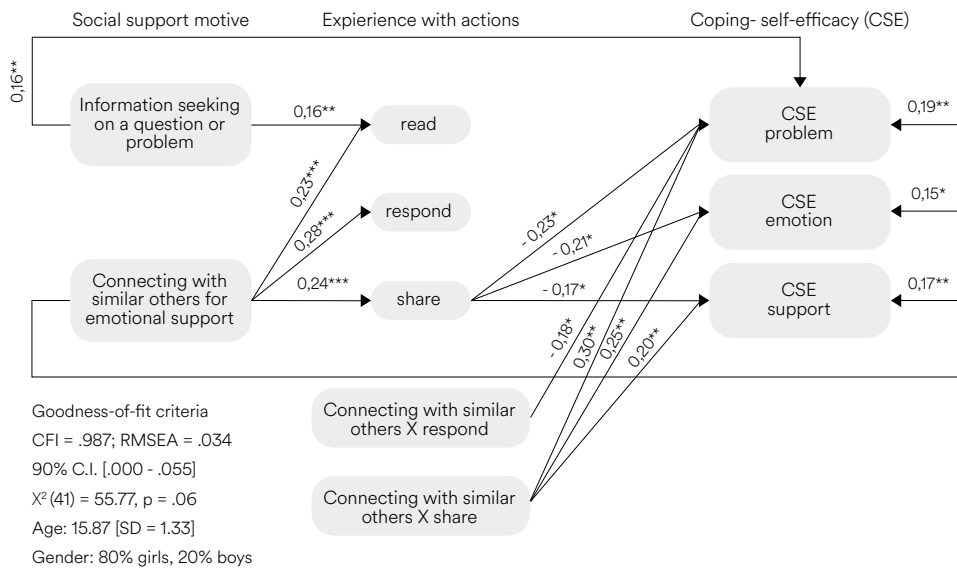 Social support motive
Expierience with actions
Coping- self-efficacy (CSE)
0,16**
Information seeking
on a question or
problem
0,16**
read
CSE
problem
0,19**
0,23***
respond
CSE
emotion
0,15*
0,28***
- 0,23*
- 0,21*
Connecting with
similar others for
emotional support
0,24***
share
- 0,17*
CSE
support
0,17**
- 0,18*
0,30**
0,25**
0,20**
Connecting with similar
others X respond
Connecting with similar
others X share
Goodness-of-fit criteria
CFI = .987; RMSEA = .034
90% C.I. [.000 - .055]
X² (41) = 55.77, p = .06
Age: 15.87 [SD = 1.33]
Gender: 80% girls, 20% boys